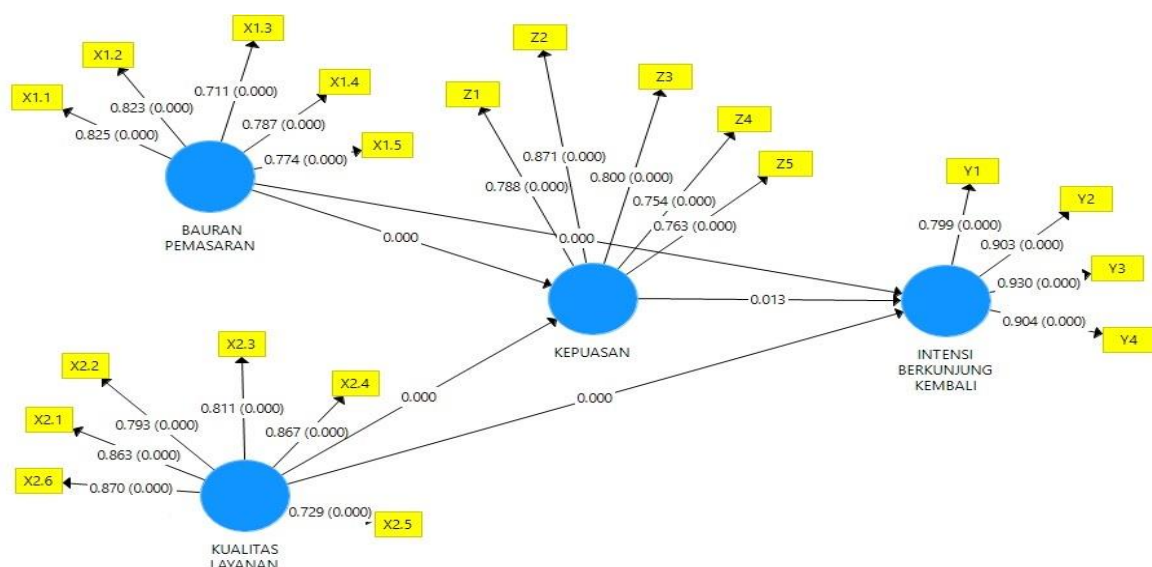 X1.3
X1.2
X1.1
X1.4
X1.5
0.711 (0.000)
0.823 (0.000)
0.825 (0.000)
0.787 (0.000)
0.774 (0.000)
BAURAN
PEMASARAN
Z2
Z1
Z3
Z4
Z5
0.871 (0.000)
0.788 (0.000)
0.800 (0.000)
0.754 (0.000)
0.763 (0.000)
KEPUASAN
Y1
Y2
Y3
Y4
0.799 (0.000)
0.903 (0.000)
0.930 (0.000)
0.904 (0.000)
INTENSI
BERKUNJUNG
KEMBALI
0.000
0.000
0.013
0.000
0.000
X2.3
X2.2
X2.4
X2.1
X2.6
X2.5
0.811 (0.000)
0.793 (0.000)
0.867 (0.000)
0.863 (0.000)
0.870 (0.000)
0.729 (0.000)
KUALITAS
LAYANAN